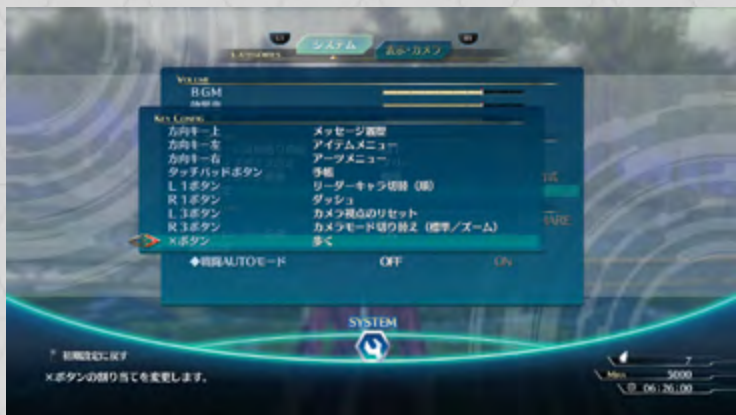 システム 表示・カメラ
CATEGORIES
VOLUME
BGM
KEY CONFIG
方向キー上 メッセージ履歴
方向キー左 アイテムメニュー
方向キー右 アーツメニュー
タッチパッドボタン 手帳
L1ボタン リーダーキャラ切替（順）
R1ボタン ダッシュ
L3ボタン カメラ視点のリセット
R3ボタン カメラモード切り替え（標準／ズーム）
×ボタン 歩く
◆戦闘AUTOモード OFF ON
SYSTEM
初期設定に戻す
×ボタンの割り当てを変更します。
7
Mira 5000
06:26:00